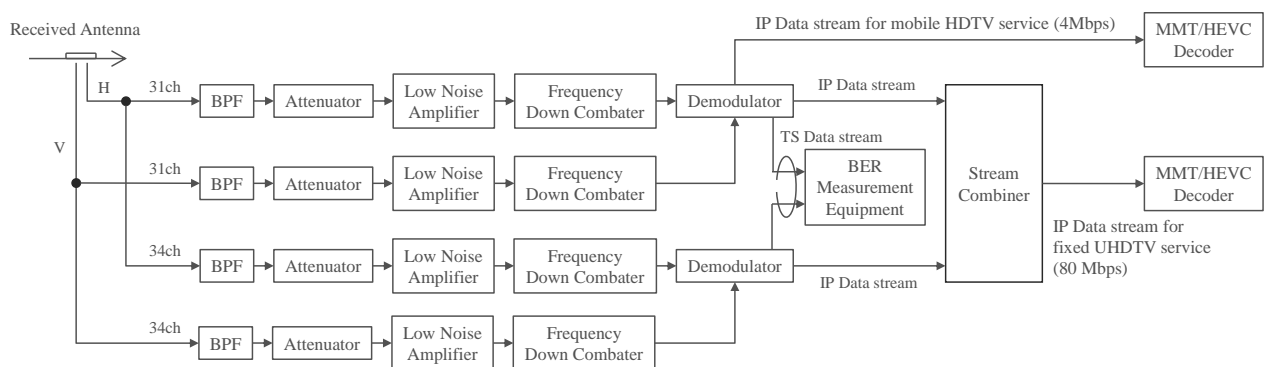 Received Antenna
H
V
31ch
BPF
Attenuator
Low Noise
Amplifier
Frequency
Down Combater
Demodulator
IP Data stream for mobile HDTV service (4Mbps)
MMT/HEVC
Decoder
IP Data stream
TS Data stream
31ch
BPF
Attenuator
Low Noise
Amplifier
Frequency
Down Combater
BER
Measurement
Equipment
Stream
Combiner
MMT/HEVC
Decoder
IP Data stream for
fixed UHDTV service
(80 Mbps)
34ch
BPF
Attenuator
Low Noise
Amplifier
Frequency
Down Combater
Demodulator
IP Data stream
34ch
BPF
Attenuator
Low Noise
Amplifier
Frequency
Down Combater